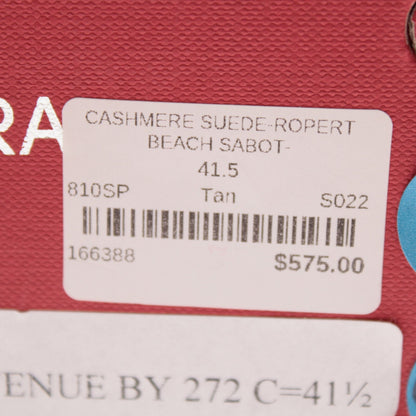 RA
CASHMERE SUEDE-ROPERT
BEACH SABOT-
41.5
810SP Tan S022
166388 $575.00
ENUE BY 272 C=41½